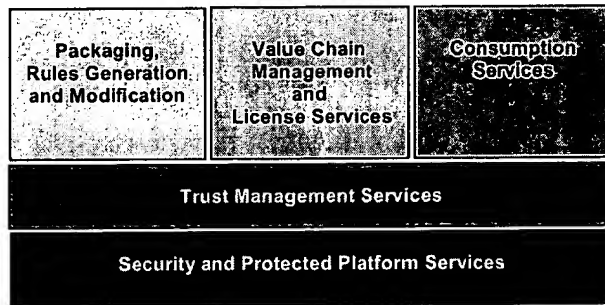 Packaging,
Rules Generation
and Modification
Value Chain
Management
and
License Services
Consumption
Services
Trust Management Services
Security and Protected Platform Services